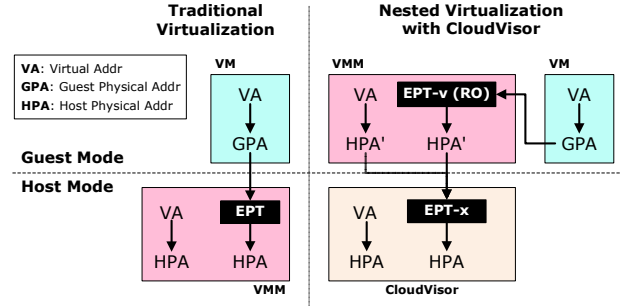 Traditional
Virtualization
Nested Virtualization
with CloudVisor
VA: Virtual Addr
GPA: Guest Physical Addr
HPA: Host Physical Addr
VM
VA
GPA
VMM
VA
HPA'
EPT-v (RO)
HPA'
VM
VA
GPA
Guest Mode
Host Mode
VA
HPA
EPT
HPA
VMM
VA
HPA
EPT-x
HPA
CloudVisor